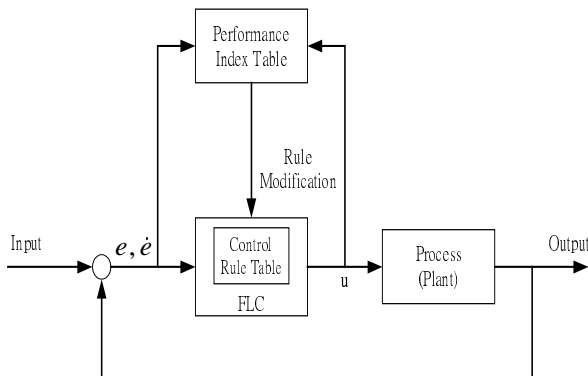 Performance
Index Table
Rule
Modification
Input
e, ė
Control
Rule Table
FLC
u
Process
(Plant)
Output